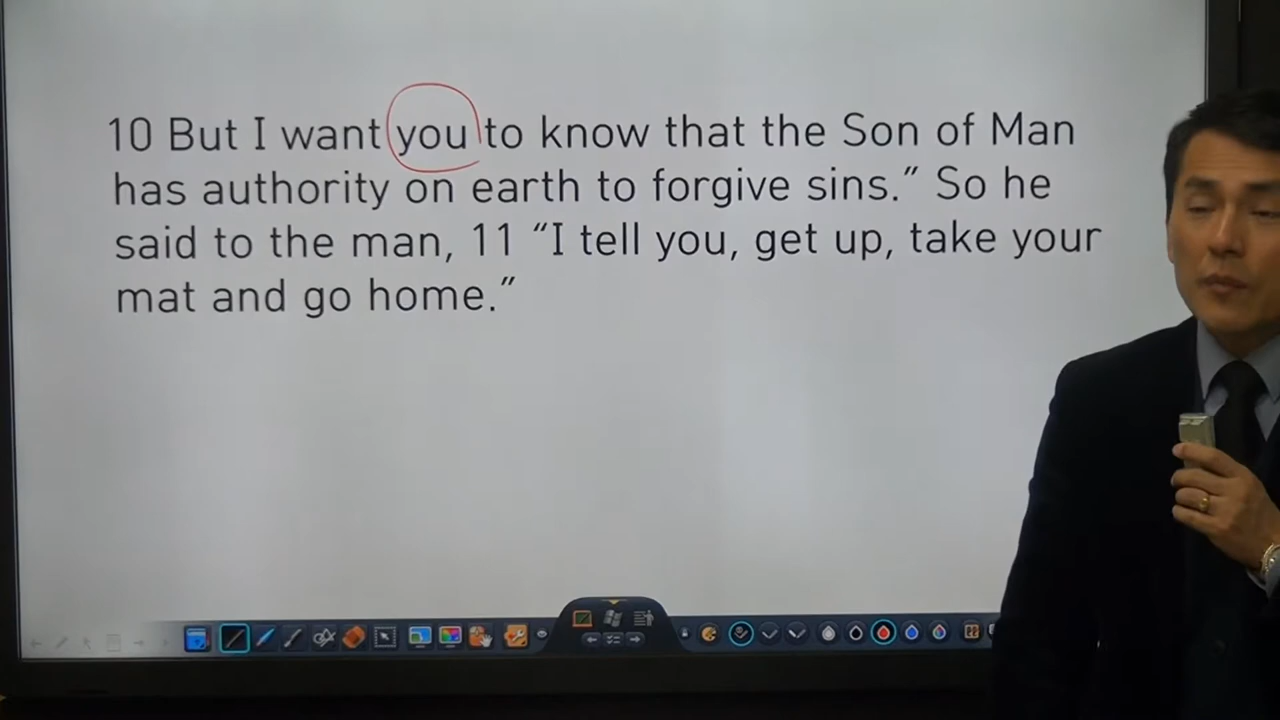 10 But I want you to know that the Son of Man
has authority on earth to forgive sins.” So he
said to the man, 11 “I tell you, get up, take your
mat and go home.”